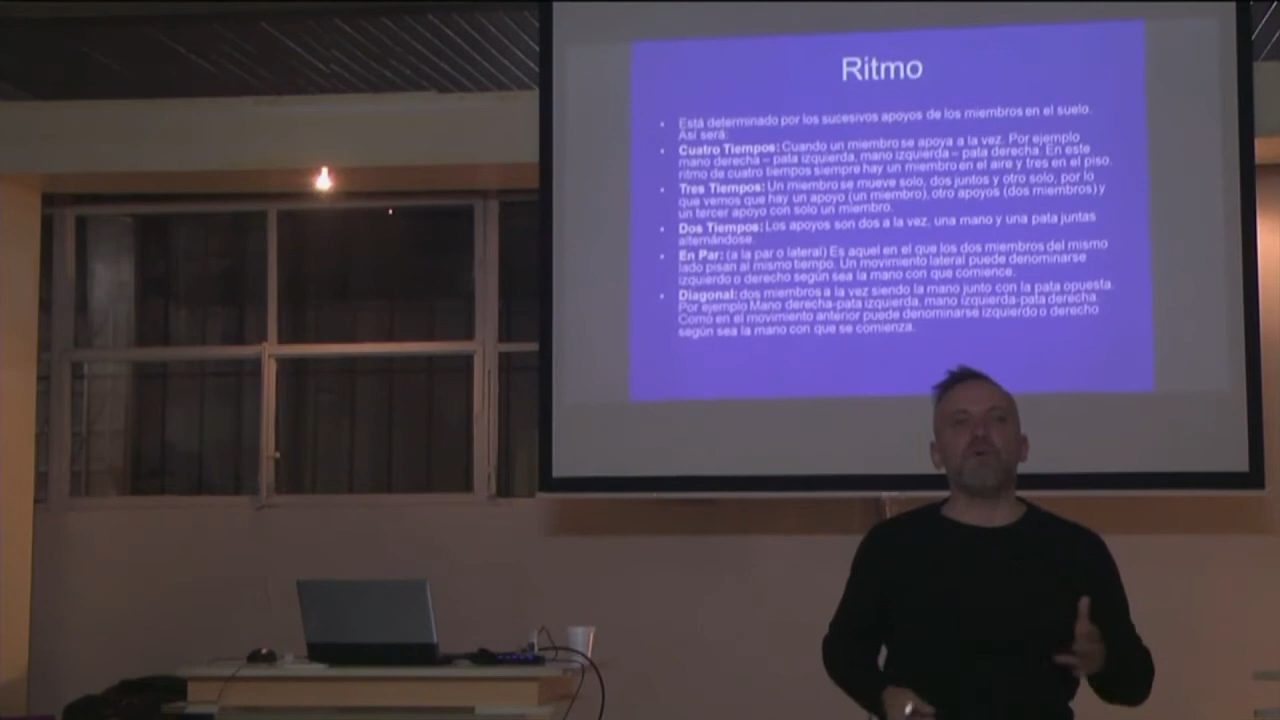 Ritmo
• Está determinado por los sucesivos apoyos de los miembros en el suelo.
Así será:
• Cuatro Tiempos: Cuando un miembro se apoya a la vez. Por ejemplo
mano derecha – pata izquierda, mano izquierda – pata derecha. En este
ritmo de cuatro tiempos siempre hay un miembro en el aire y tres en el piso.
• Tres Tiempos: Un miembro se mueve solo, dos juntos y otro solo, por lo
que vemos que hay un apoyo (un miembro), otro apoyos (dos miembros) y
un tercer apoyo con solo un miembro.
• Dos Tiempos: Los apoyos son dos a la vez, una mano y una pata juntas
alternándose.
• En Par: (a la par o lateral) Es aquel en el que los dos miembros del mismo
lado pisan al mismo tiempo. Un movimiento lateral puede denominarse
izquierdo o derecho según sea la mano con que comience.
• Diagonal: dos miembros a la vez siendo la mano junto con la pata opuesta.
Por ejemplo Mano derecha-pata izquierda, mano izquierda-pata derecha.
Como en el movimiento anterior puede denominarse izquierdo o derecho
según sea la mano con que se comienza.